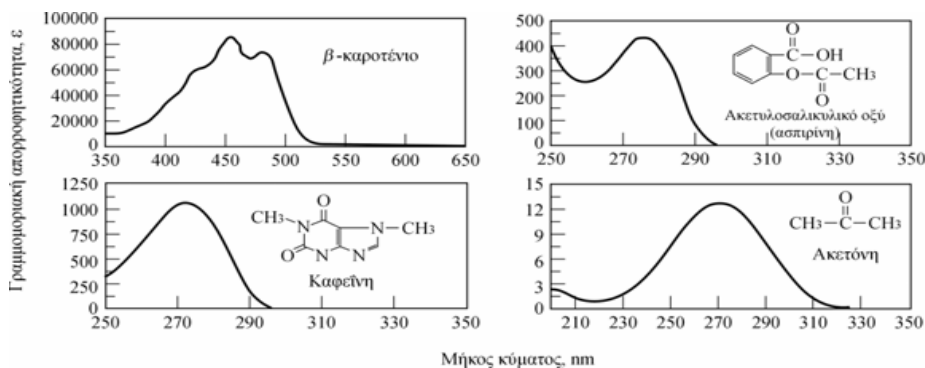 Γραμμομοριακή απορροφητικότητα, ε
100000
80000
60000
40000
20000
0
350 400 450 500 550 600 650
β-καροτένιο
500
400
300
200
100
0
250 270 290 310 330 350
O
C—OH
O—C—CH3
O
Ακετυλοσαλικυλικό οξύ
(ασπιρίνη)
1250
1000
750
500
250
0
250 270 290 310 330 350
O
CH3 N N—CH3
O N N
Καφεΐνη
15
12
9
6
3
0
210 230 250 270 290 310 330 350
O
CH3—C—CH3
Ακετόνη
Μήκος κύματος, nm